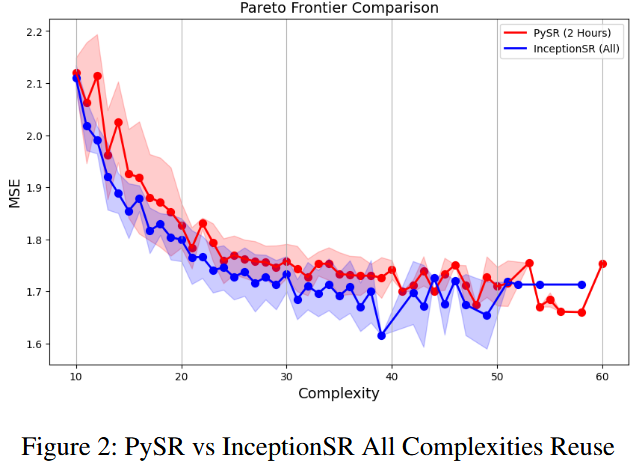 Pareto Frontier Comparison
PySR (2 Hours)
InceptionSR (All)
2.2
2.1
2.0
1.9
1.8
1.7
1.6
MSE
10 20 30 40 50 60
Complexity
Figure 2: PySR vs InceptionSR All Complexities Reuse